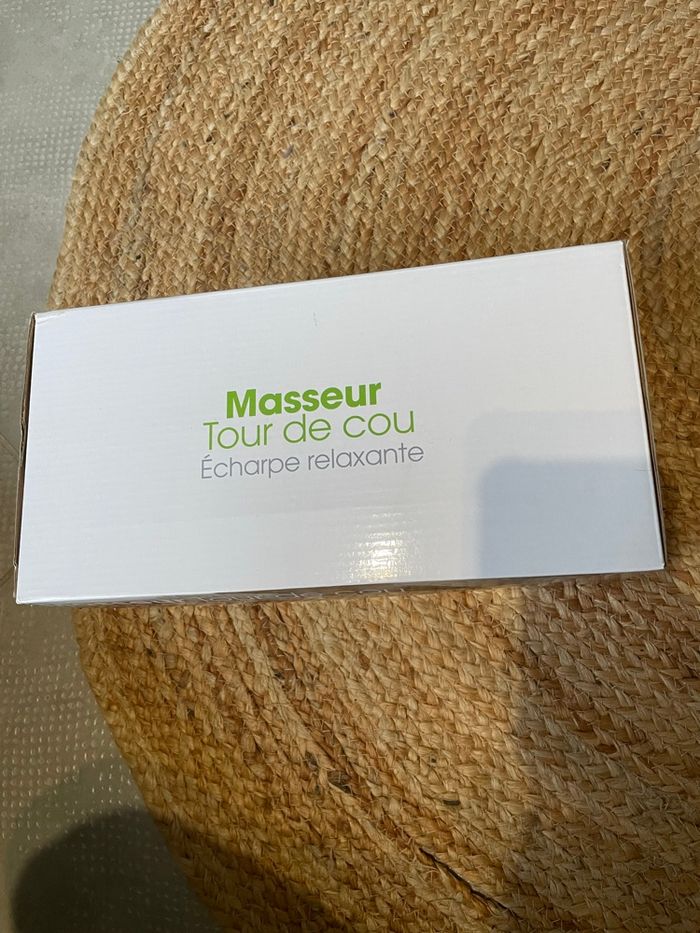 Masseur
Tour de cou
Écharpe relaxante